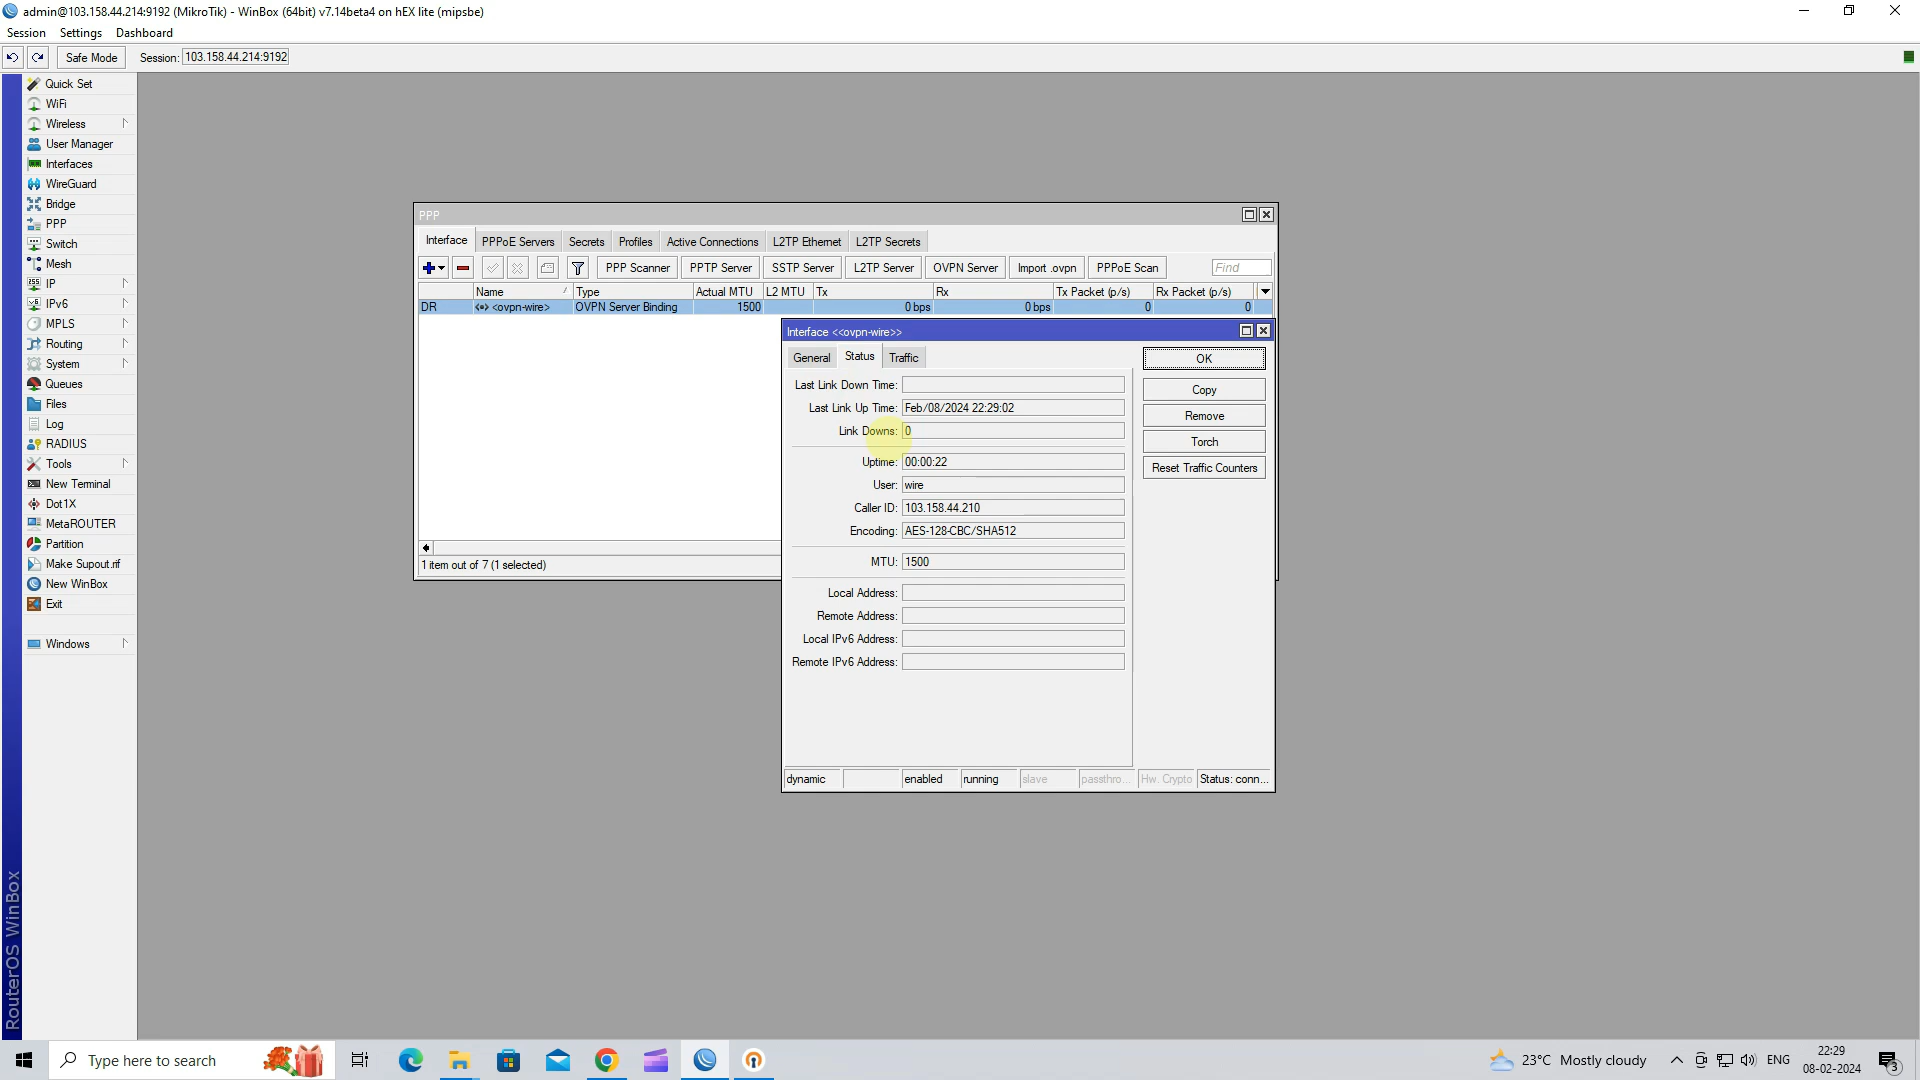 admin@103.158.44.214:9192 (MikroTik) - WinBox (64bit) v7.14beta4 on hEX lite (mipsbe)
Session Settings Dashboard
Safe Mode Session: 103.158.44.214:9192
Quick Set
WiFi
Wireless
User Manager
Interfaces
WireGuard
Bridge
PPP
Switch
Mesh
IP
IPv6
MPLS
Routing
System
Queues
Files
Log
RADIUS
Tools
New Terminal
Dot1X
MetaROUTER
Partition
Make Supout.rif
New WinBox
Exit
Windows
RouterOS WinBox
PPP
Interface PPPoE Servers Secrets Profiles Active Connections L2TP Ethernet L2TP Secrets
PPP Scanner PPTP Server SSTP Server L2TP Server OVPN Server Import .ovpn PPPoE Scan Find
Name / Type Actual MTU L2 MTU Tx Rx Tx Packet (p/s) Rx Packet (p/s)
DR <ovpn-wire> OVPN Server Binding 1500 0 bps 0 bps 0 0
1 item out of 7 (1 selected)
Interface <<ovpn-wire>>
General Status Traffic
Last Link Down Time:
Last Link Up Time: Feb/08/2024 22:29:02
Link Downs: 0
Uptime: 00:00:22
User: wire
Caller ID: 103.158.44.210
Encoding: AES-128-CBC/SHA512
MTU: 1500
Local Address:
Remote Address:
Local IPv6 Address:
Remote IPv6 Address:
OK
Copy
Remove
Torch
Reset Traffic Counters
dynamic enabled running slave passthro... Hw. Crypto Status: conn...
Type here to search
23°C Mostly cloudy
ENG
22:29
08-02-2024
3